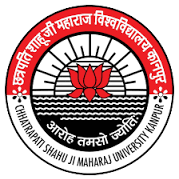 छत्रपति शाहू जी महाराज विश्वविद्यालय कानपुर
आरोह तमसो ज्योतिः
CHHATRAPATI SHAHU JI MAHARAJ UNIVERSITY KANPUR